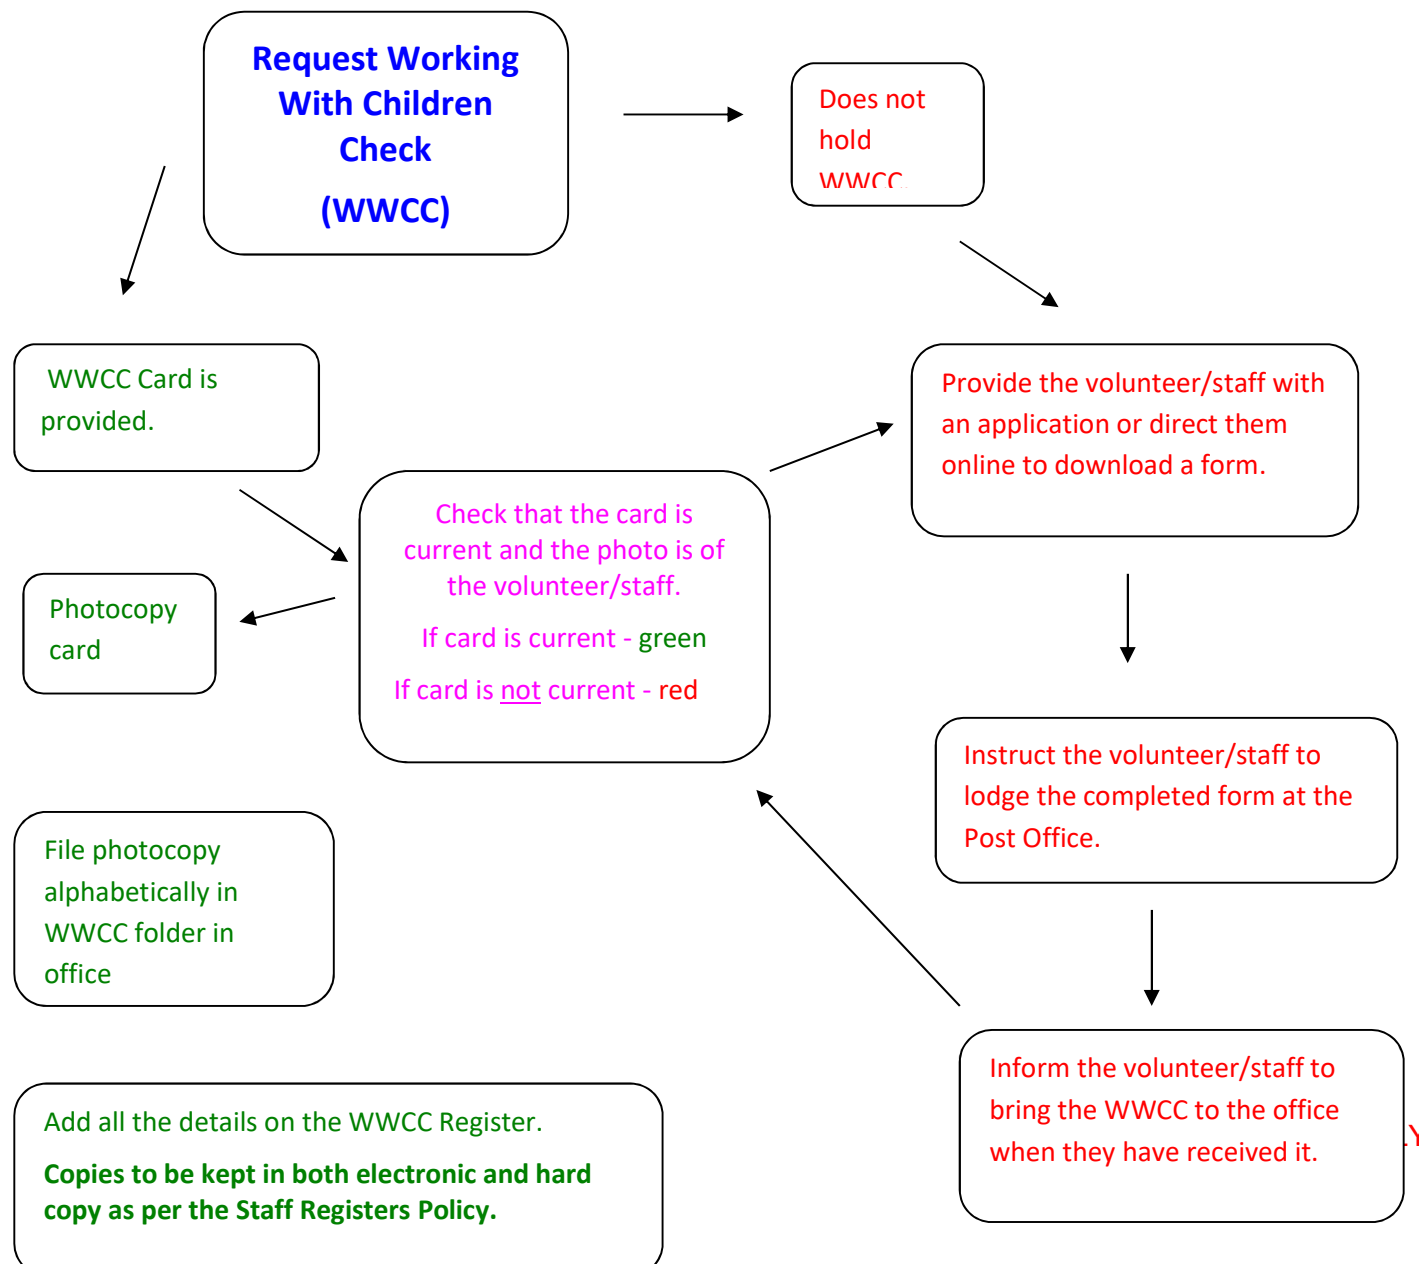 Request Working
With Children
Check
(WWCC)
Does not
hold
WWCC.
WWCC Card is
provided.
Provide the volunteer/staff with
an application or direct them
online to download a form.
Check that the card is
current and the photo is of
the volunteer/staff.
If card is current - green
If card is not current - red
Photocopy
card
Instruct the volunteer/staff to
lodge the completed form at the
Post Office.
File photocopy
alphabetically in
WWCC folder in
office
Inform the volunteer/staff to
bring the WWCC to the office
when they have received it.
Add all the details on the WWCC Register.
Copies to be kept in both electronic and hard
copy as per the Staff Registers Policy.